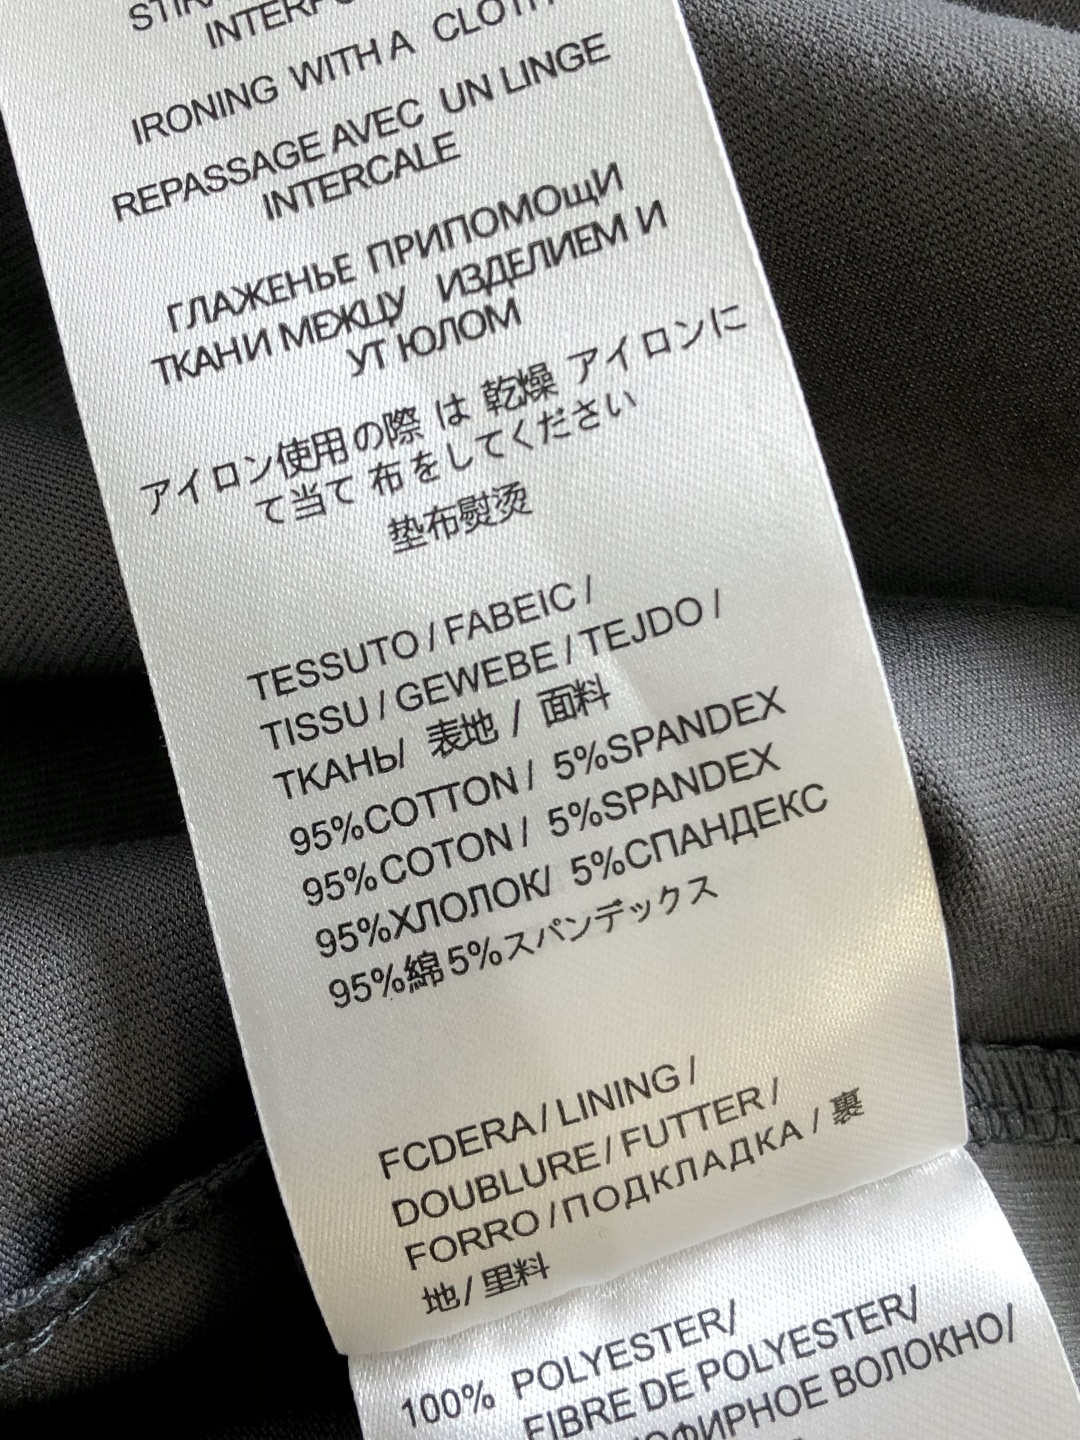 IRONING WITH A CLOTH
REPASSAGE AVEC UN LINGE
INTERCALE
ГЛАЖЕНЬЕ ПРИПОМОщИ
ТКАНИ МЕЖЦУ ИЗДЕЛИЕМ И
УТ ЮЛОМ
アイロン使用の際 は 乾燥 アイロンに
て当て 布をしてください
垫布熨烫
TESSUTO / FABEIC /
TISSU / GEWEBE / TEJDO /
ТКАНЬ/ 表地 / 面料
95%COTTON / 5%SPANDEX
95%COTON / 5%SPANDEX
95%ХЛОЛОК/ 5%СПАНДЕКС
95%綿5%スパンデックス
FCDERA / LINING /
DOUBLURE / FUTTER /
FORRO / ПОДКЛАДКА / 裏
地/ 里料
100% POLYESTER/
FIBRE DE POLYESTER/
ВОЛОКНО/